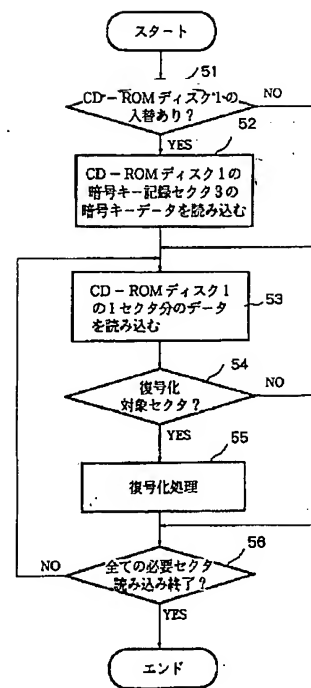 スタート
51
CD－ROMディスク1の
入替あり？
NO
52
YES
CD－ROMディスク1の
暗号キー記録セクタ3の
暗号キーデータを読み込む
CD－ROMディスク1
の1セクタ分のデータ
を読み込む
53
54
復号化
対象セクタ？
NO
YES
55
復号化処理
56
NO
全ての必要セクタ
読み込み終了？
YES
エンド